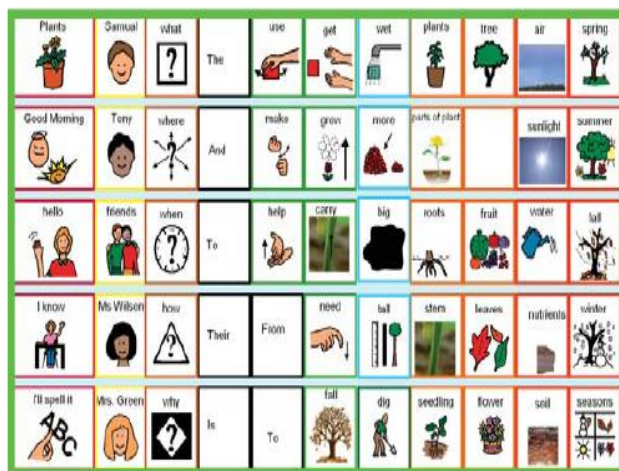 Plants Samual what The use get wet plants tree air spring
Good Morning Tony where And make grow more parts of plant sunlight summer
hello friends when To help carry big roots fruit water fall
I know Ms Wilson how Their From need tall stem leaves nutrients winter
I'll spell it Mrs. Green why Is To fall dig seedling flower soil seasons
ABC